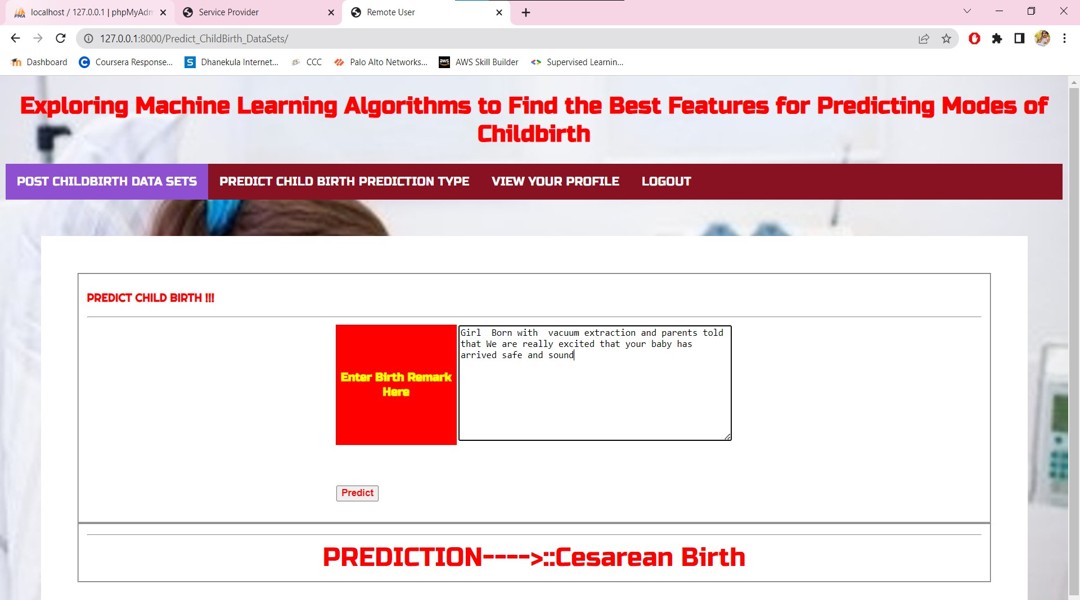 localhost / 127.0.0.1 | phpMyAdm
Service Provider
Remote User
127.0.0.1:8000/Predict_ChildBirth_DataSets/
Dashboard
Coursera Response...
Dhanekula Internet...
CCC
Palo Alto Networks...
AWS Skill Builder
Supervised Learnin...
Exploring Machine Learning Algorithms to Find the Best Features for Predicting Modes of
Childbirth
POST CHILDBIRTH DATA SETS
PREDICT CHILD BIRTH PREDICTION TYPE
VIEW YOUR PROFILE
LOGOUT
PREDICT CHILD BIRTH !!!
Enter Birth Remark
Here
Girl  Born with  vacuum extraction and parents told
that We are really excited that your baby has
arrived safe and sound
Predict
PREDICTION---->::Cesarean Birth